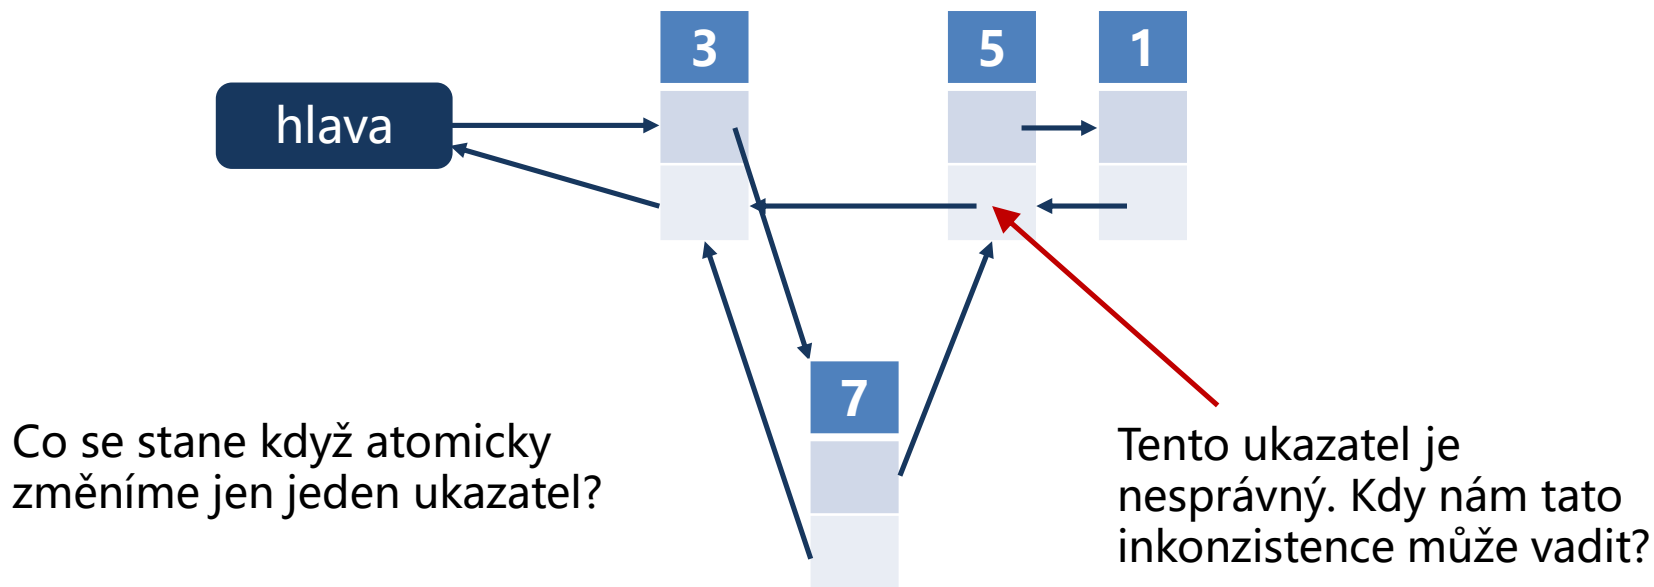 3
5
1
hlava
7
Co se stane když atomicky
změníme jen jeden ukazatel?
Tento ukazatel je
nesprávný. Kdy nám tato
inkonzistence může vadit?